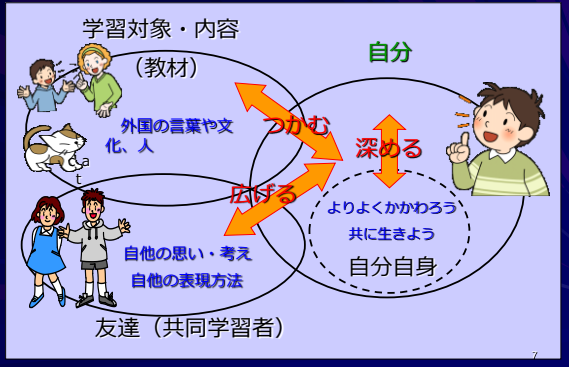 学習対象・内容
（教材）
自分
外国の言葉や文
化、人
つかむ
深める
a
t
広げる
よりよくかかわろう
共に生きよう
自分自身
自他の思い・考え
自他の表現方法
友達（共同学習者）
7